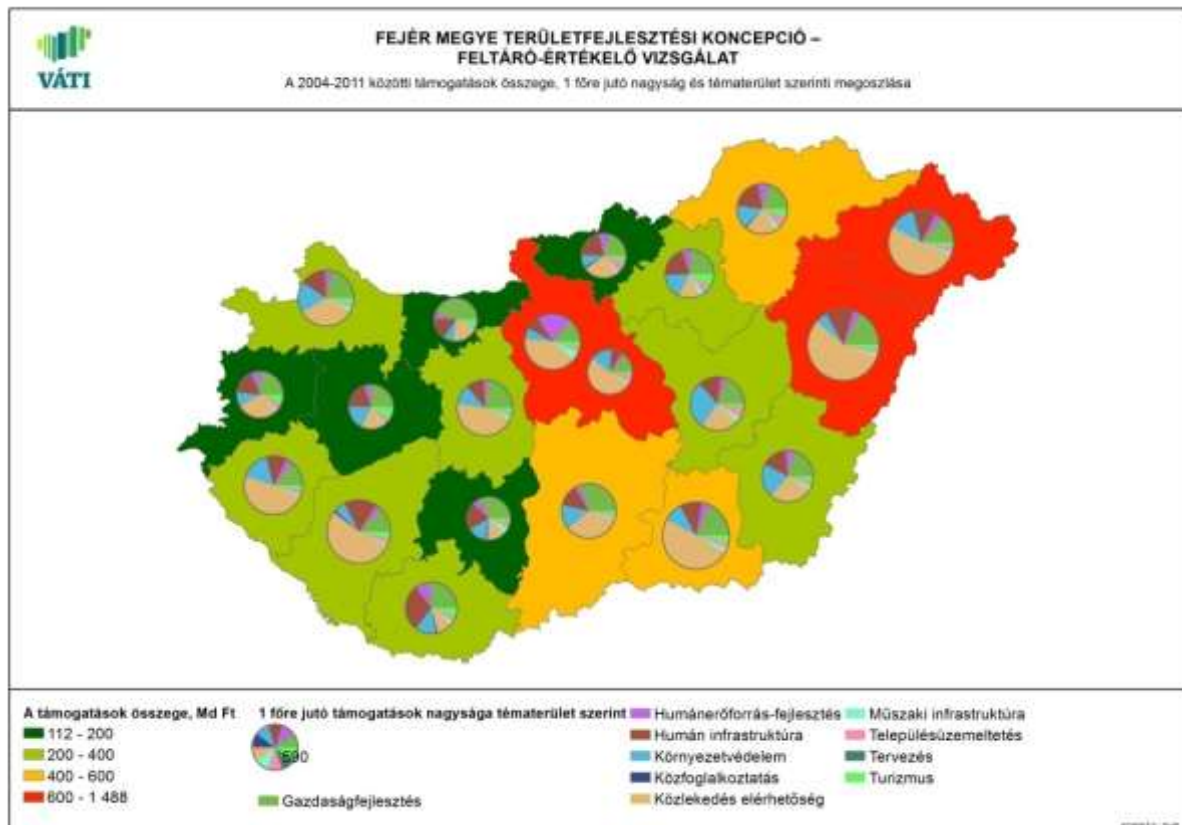 VÁTI
FEJÉR MEGYE TERÜLETFEJLESZTÉSI KONCEPCIÓ –
FELTÁRÓ-ÉRTÉKELŐ VIZSGÁLAT
A 2004-2011 közötti támogatások összege, 1 főre jutó nagyság és tématerület szerinti megoszlása
A támogatások összege, Md Ft
112 - 200
200 - 400
400 - 600
600 - 1 488
1 főre jutó támogatások nagysága tématerület szerint
590
Gazdaságfejlesztés
Humánerőforrás-fejlesztés
Humán infrastruktúra
Környezetvédelem
Közfoglalkoztatás
Közlekedés elérhetőség
Műszaki infrastruktúra
Településüzemeltetés
Tervezés
Turizmus